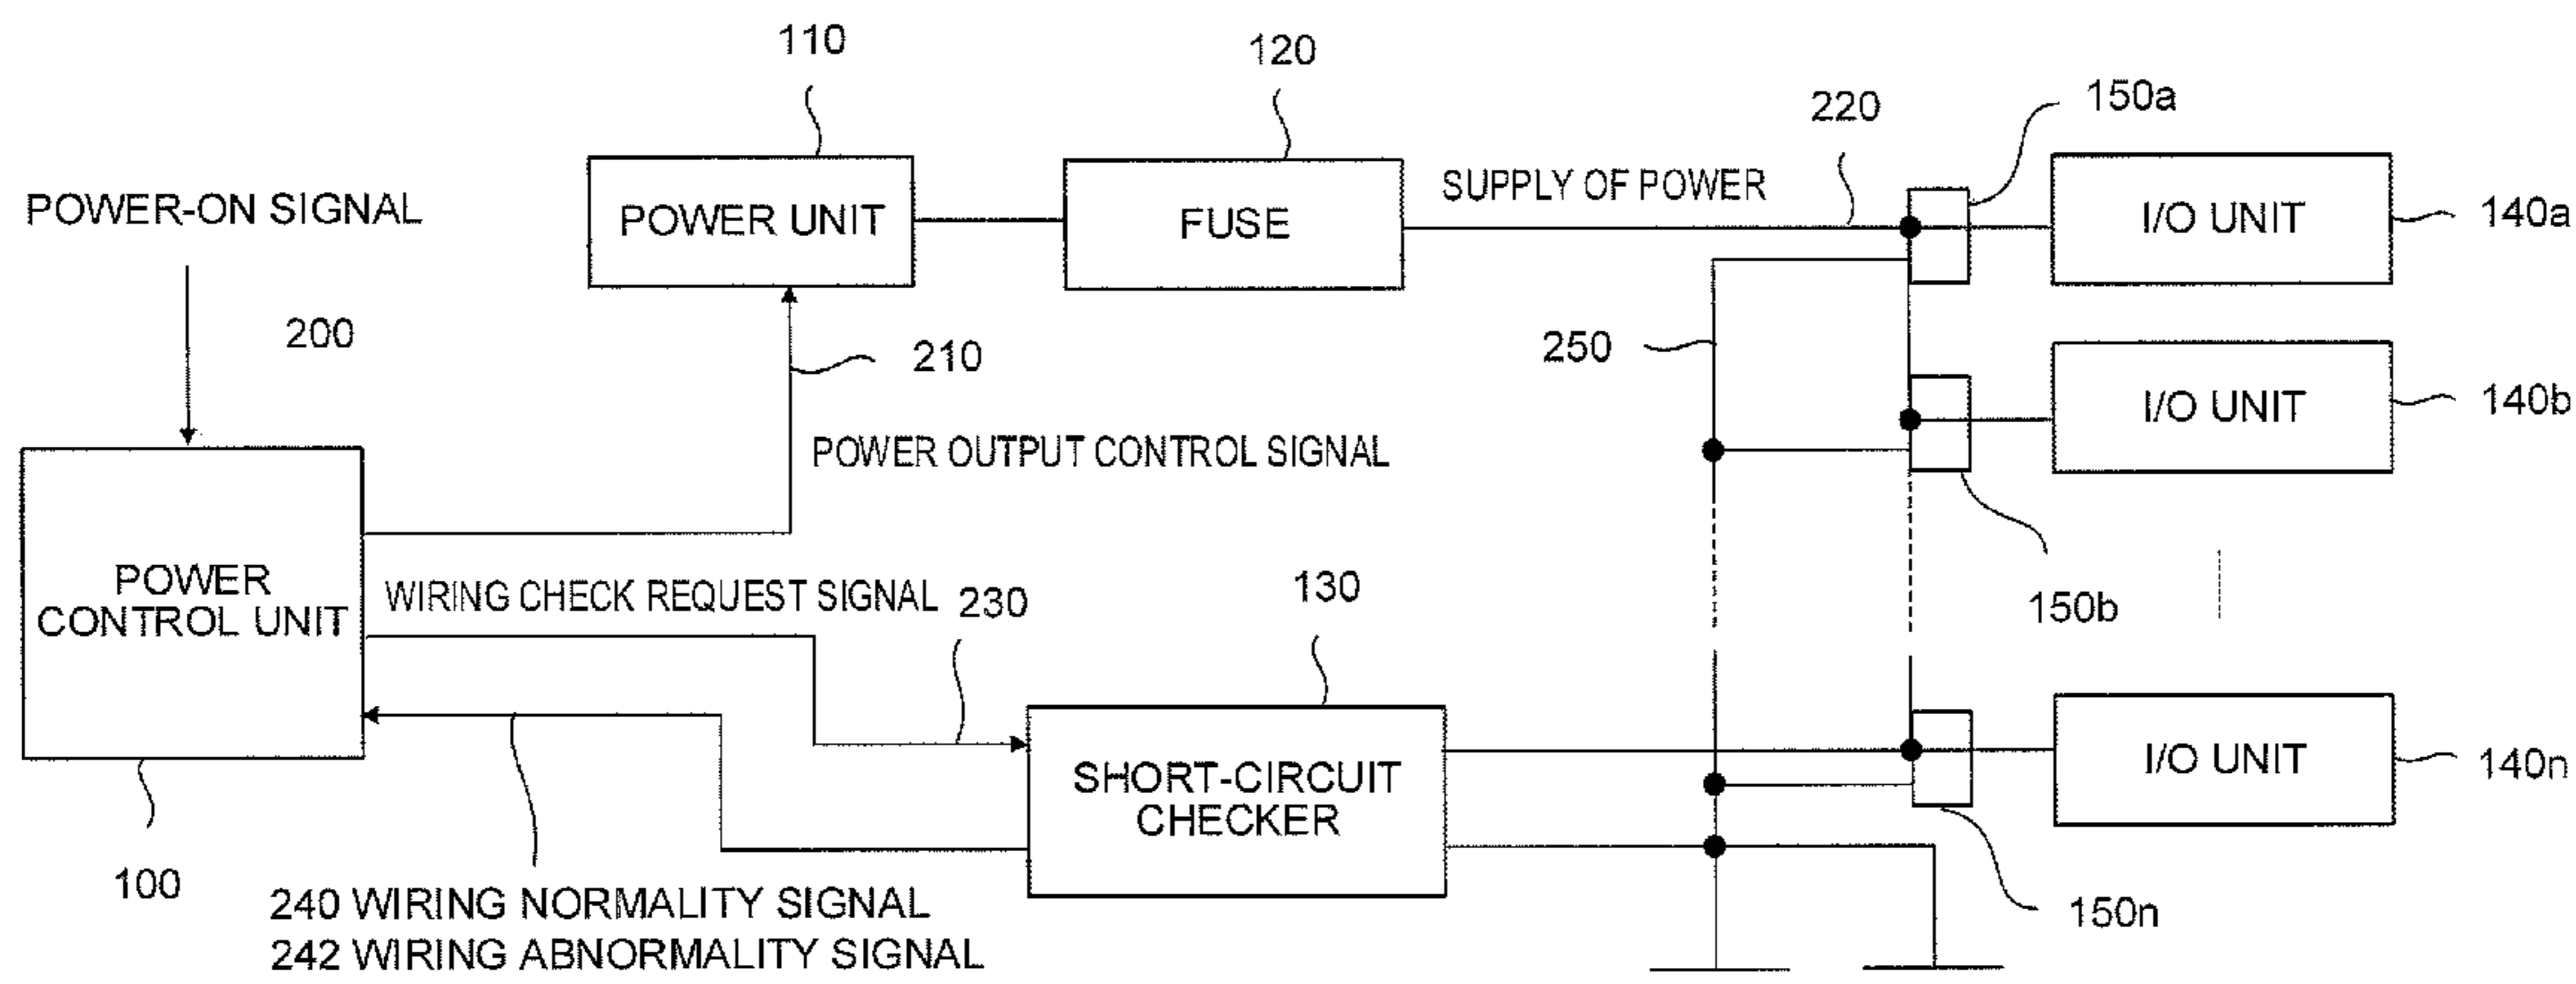 110
120
150a
220
POWER-ON SIGNAL
POWER UNIT
FUSE
SUPPLY OF POWER
I/O UNIT
140a
200
210
250
I/O UNIT
140b
POWER OUTPUT CONTROL SIGNAL
POWER
CONTROL UNIT
WIRING CHECK REQUEST SIGNAL
230
130
150b
SHORT-CIRCUIT
CHECKER
I/O UNIT
140n
100
240 WIRING NORMALITY SIGNAL
242 WIRING ABNORMALITY SIGNAL
150n